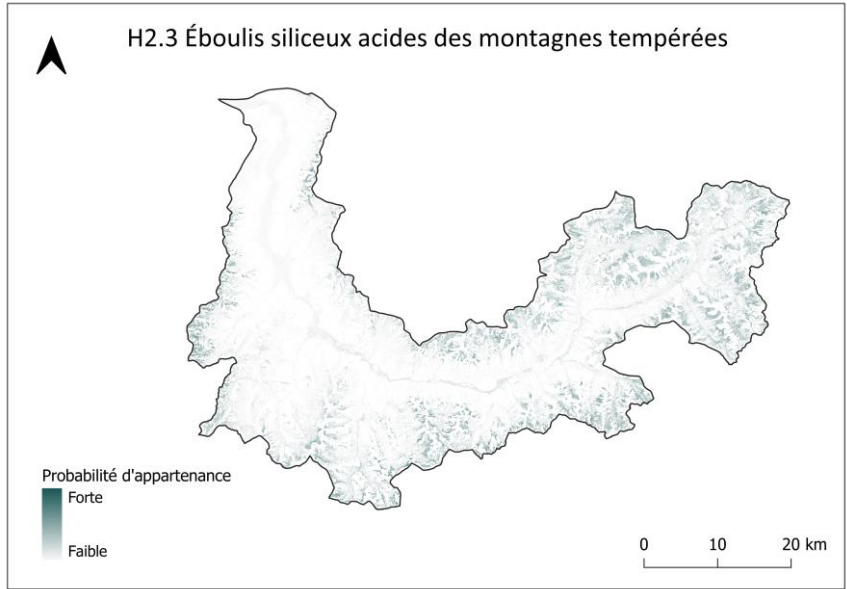 H2.3 Éboulis siliceux acides des montagnes tempérées
Probabilité d'appartenance
Forte
Faible
0 10 20 km